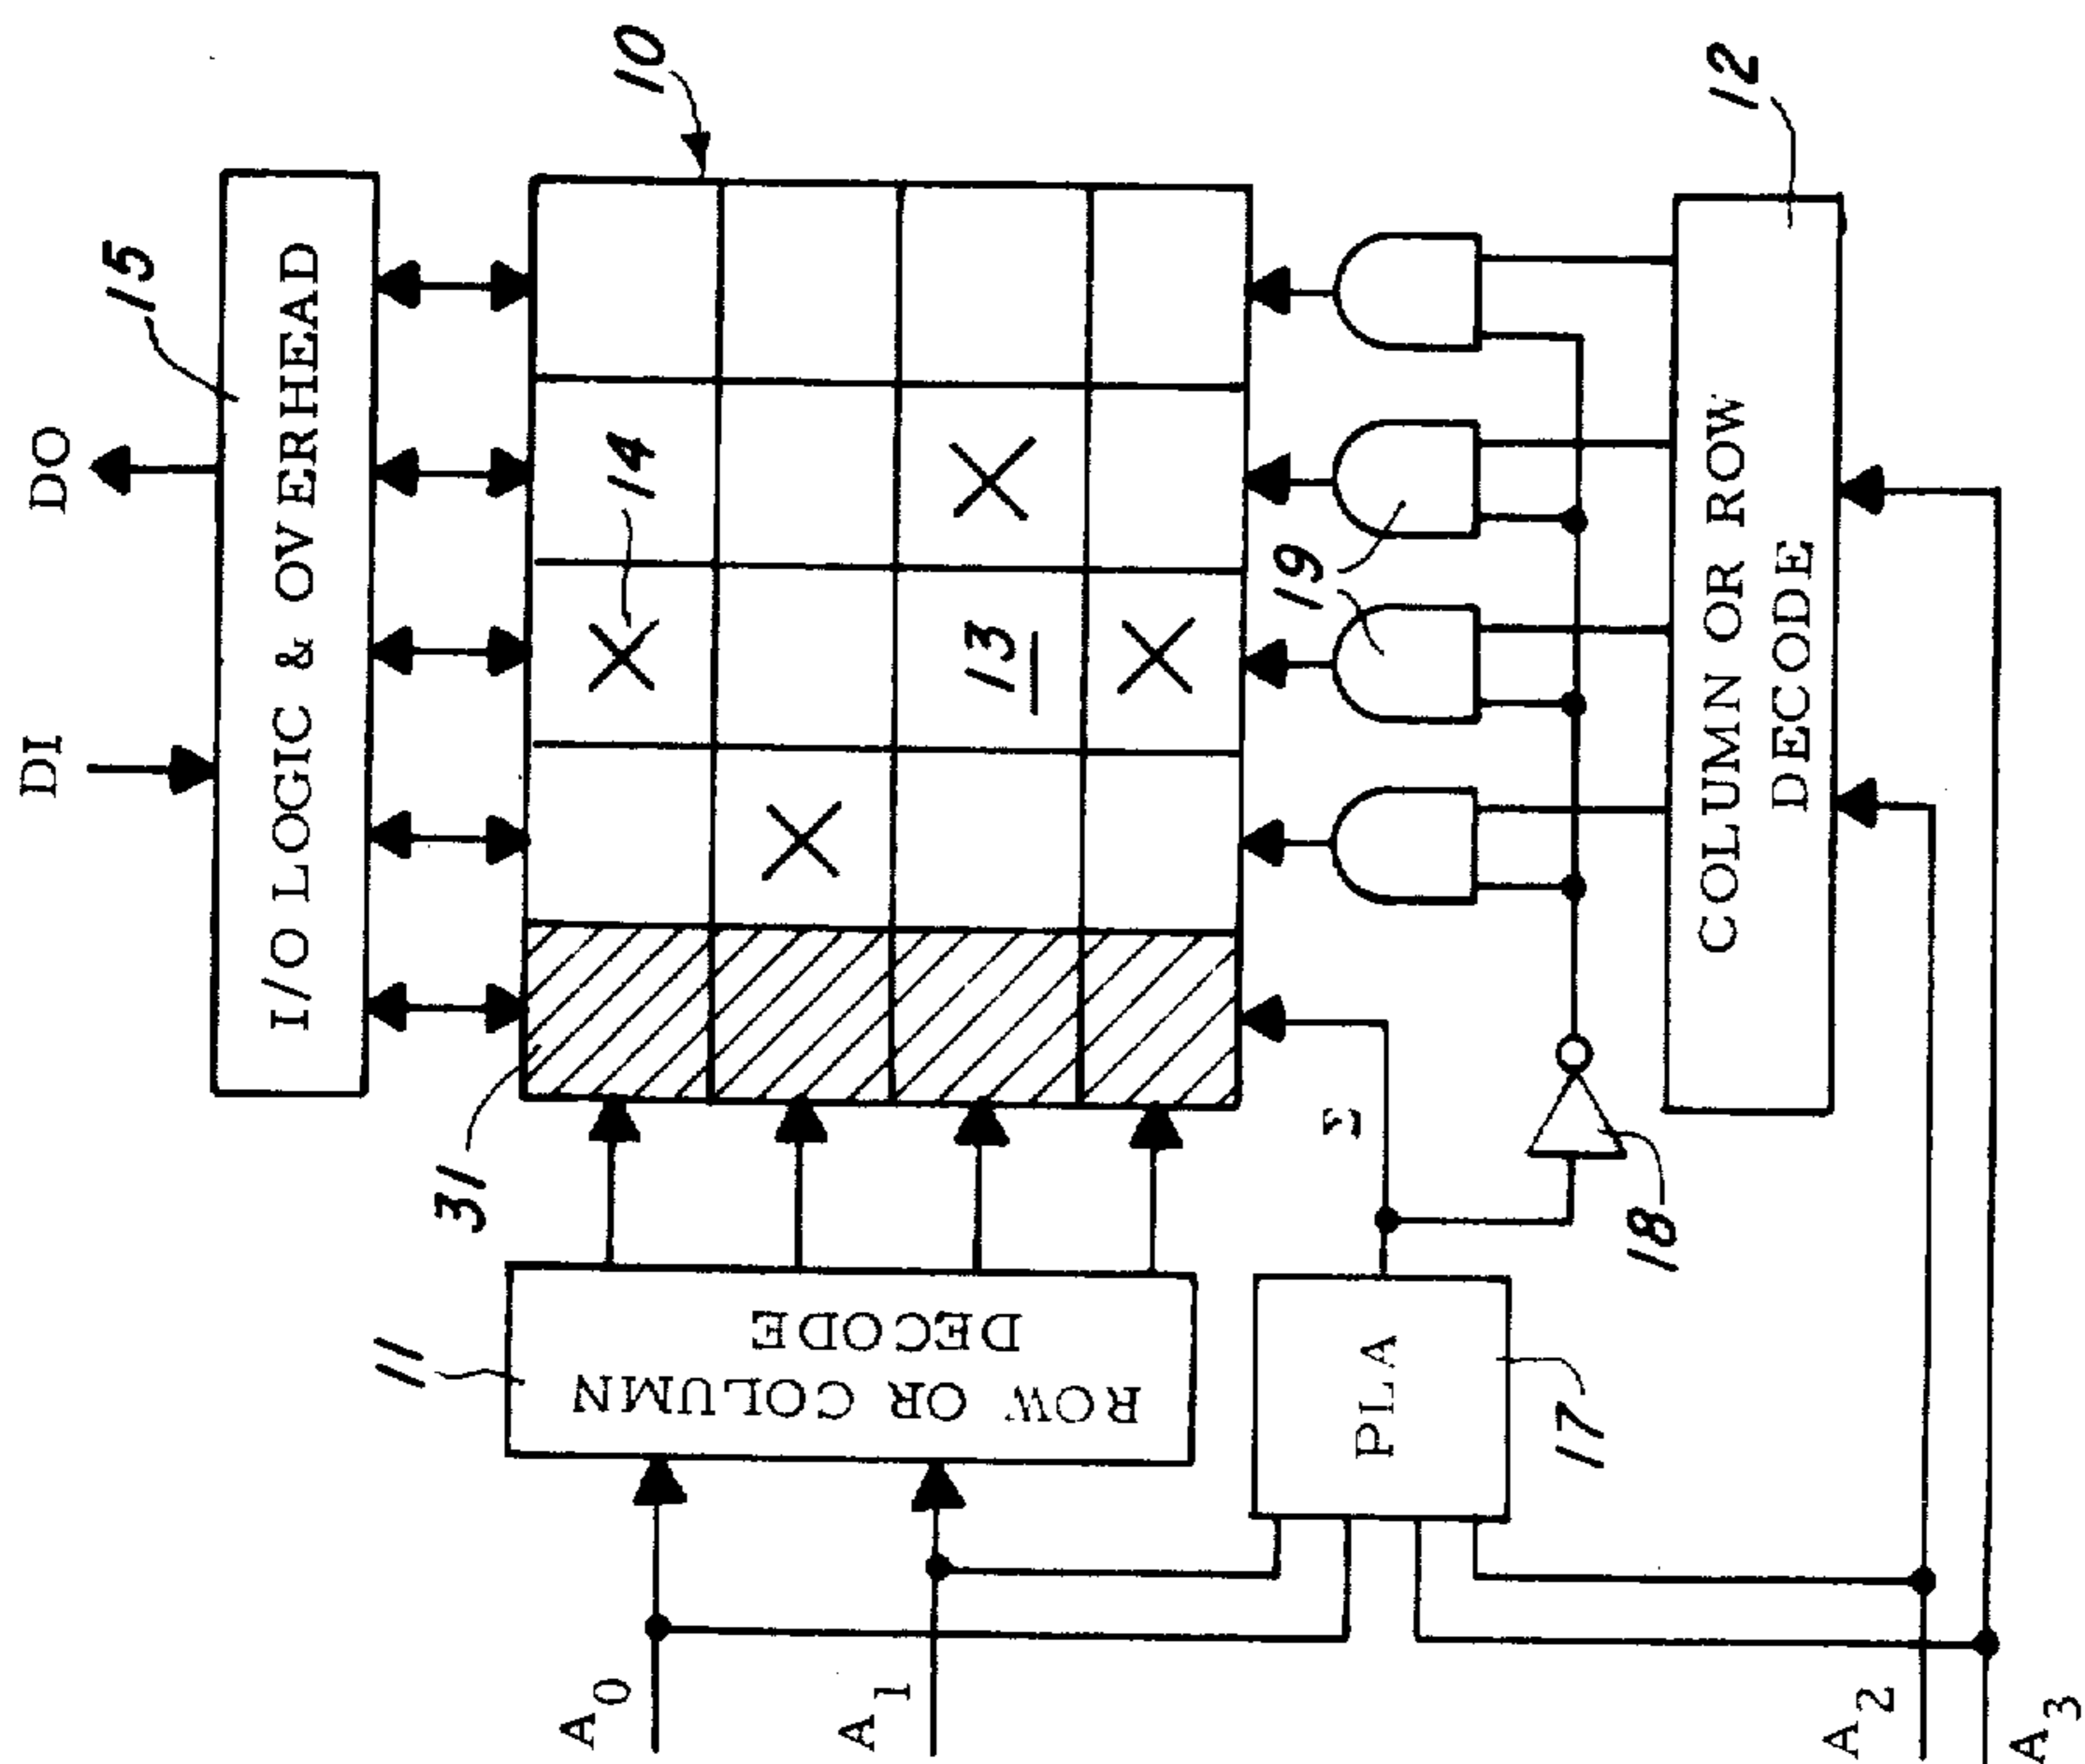 DI
DO
15
I/O LOGIC & OVERHEAD
10
14
13
31
11
ROW OR COLUMN
DECODE
19
Σ
PLA
17
18
COLUMN OR ROW
DECODE
12
A0
A1
A2
A3